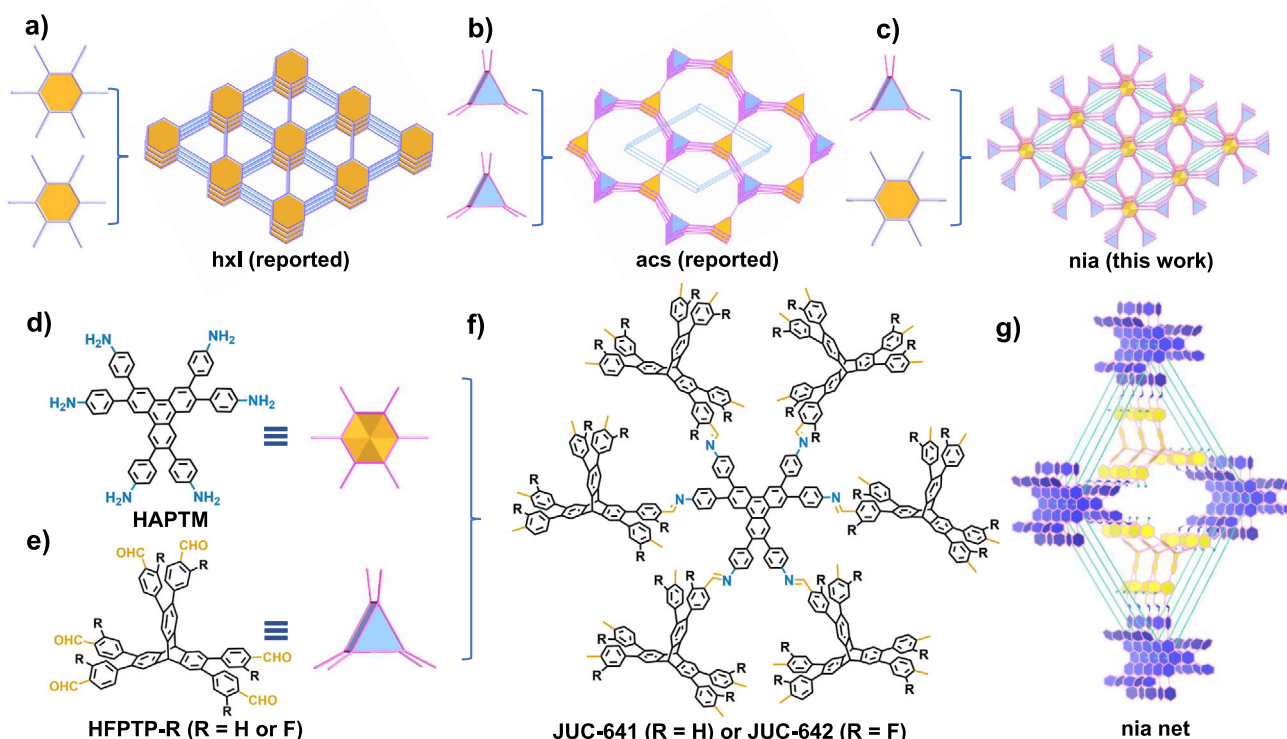 a)
b)
c)
hxl (reported)
acs (reported)
nia (this work)
d)
H₂N
NH₂
H₂N
NH₂
H₂N
NH₂
HAPTM
e)
CHO
CHO
R
R
OHC
R
R
CHO
R
OHC
R
CHO
HFPTP-R (R = H or F)
f)
R
R
R
R
R
R
R
R
R
R
R
R
N
N
R
R
R
R
R
R
N
N
R
R
R
R
R
R
N
N
R
R
R
R
R
R
R
R
R
R
R
R
JUC-641 (R = H) or JUC-642 (R = F)
g)
nia net